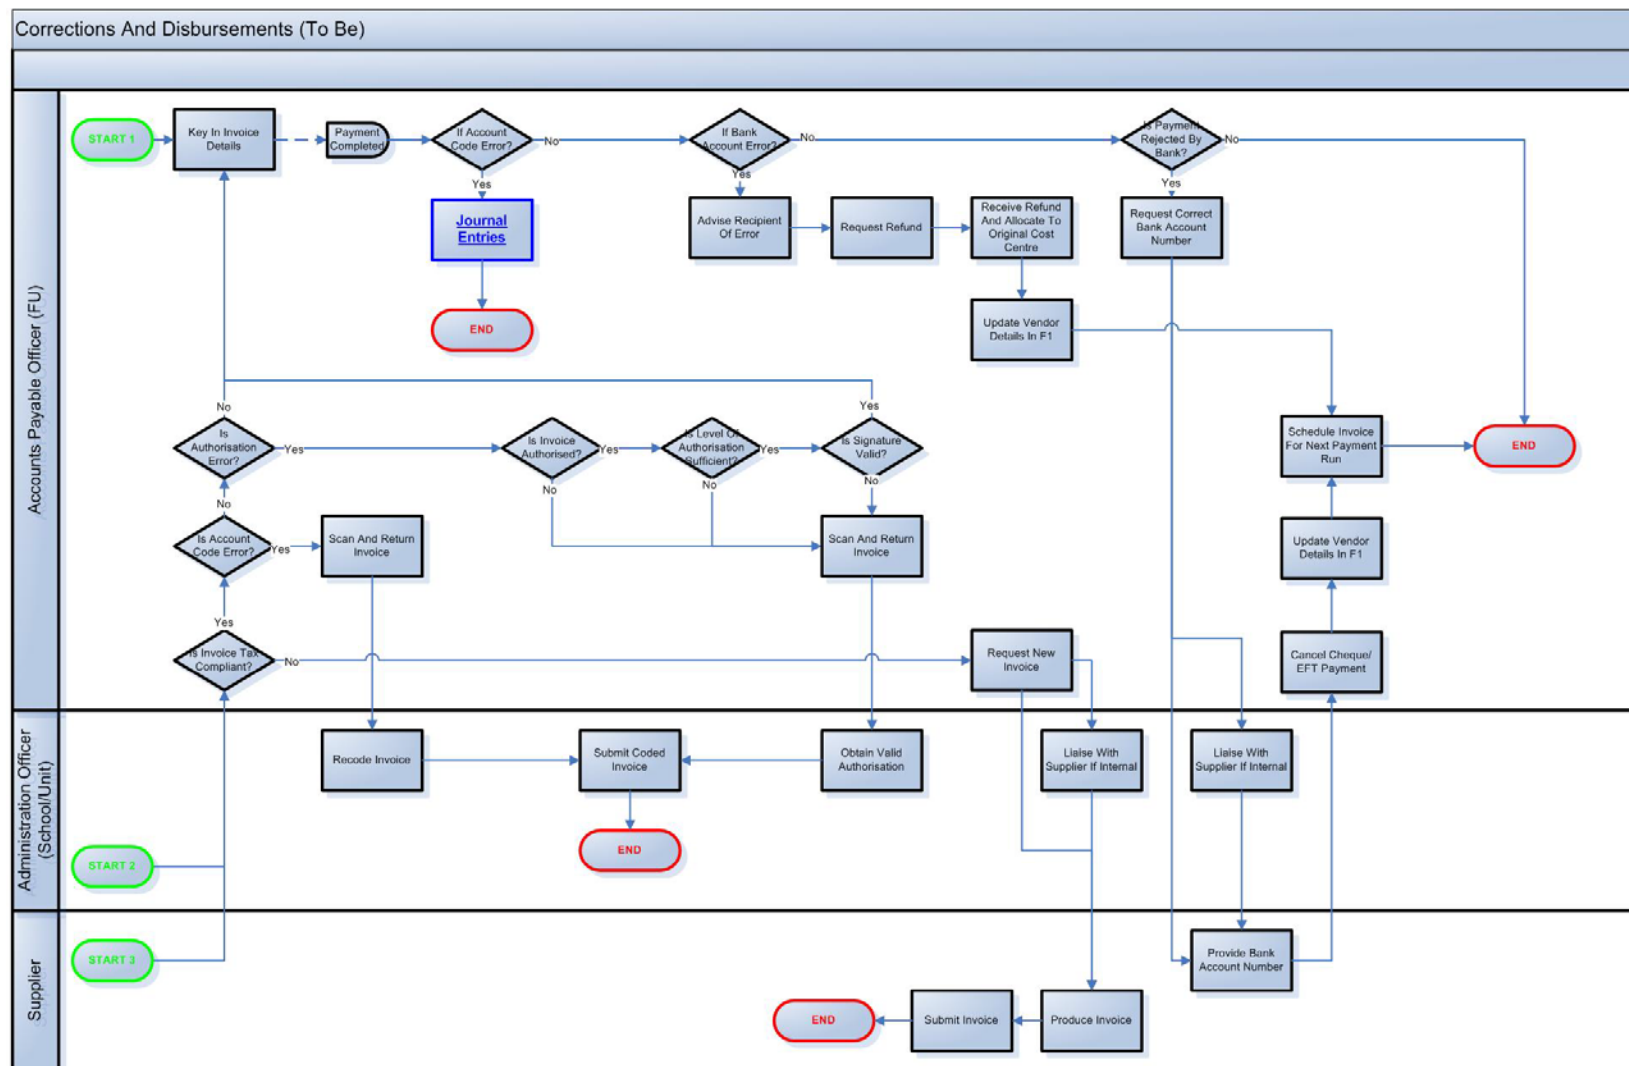 Corrections And Disbursements (To Be)
Accounts Payable Officer (FU)
START 1
Key In Invoice
Details
Payment
Completed
If Account
Code Error?
No
If Bank
Account Error?
No
Is Payment
Rejected By
Bank?
No
Yes
Yes
Yes
Journal
Entries
Advise Recipient
Of Error
Request Refund
Receive Refund
And Allocate To
Original Cost
Centre
Request Correct
Bank Account
Number
END
Update Vendor
Details In F1
No
Yes
Is
Authorisation
Error?
Yes
Is Invoice
Authorised?
Yes
Is Level Of
Authorisation
Sufficient?
Yes
Is Signature
Valid?
Schedule Invoice
For Next Payment
Run
END
No
No
No
No
Is Account
Code Error?
Yes
Scan And Return
Invoice
Scan And Return
Invoice
Update Vendor
Details In F1
Yes
Is Invoice Tax
Compliant?
No
Request New
Invoice
Cancel Cheque/
EFT Payment
Administration Officer
(School/Unit)
Recode Invoice
Submit Coded
Invoice
Obtain Valid
Authorisation
Liaise With
Supplier If Internal
Liaise With
Supplier If Internal
START 2
END
Supplier
START 3
Provide Bank
Account Number
END
Submit Invoice
Produce Invoice